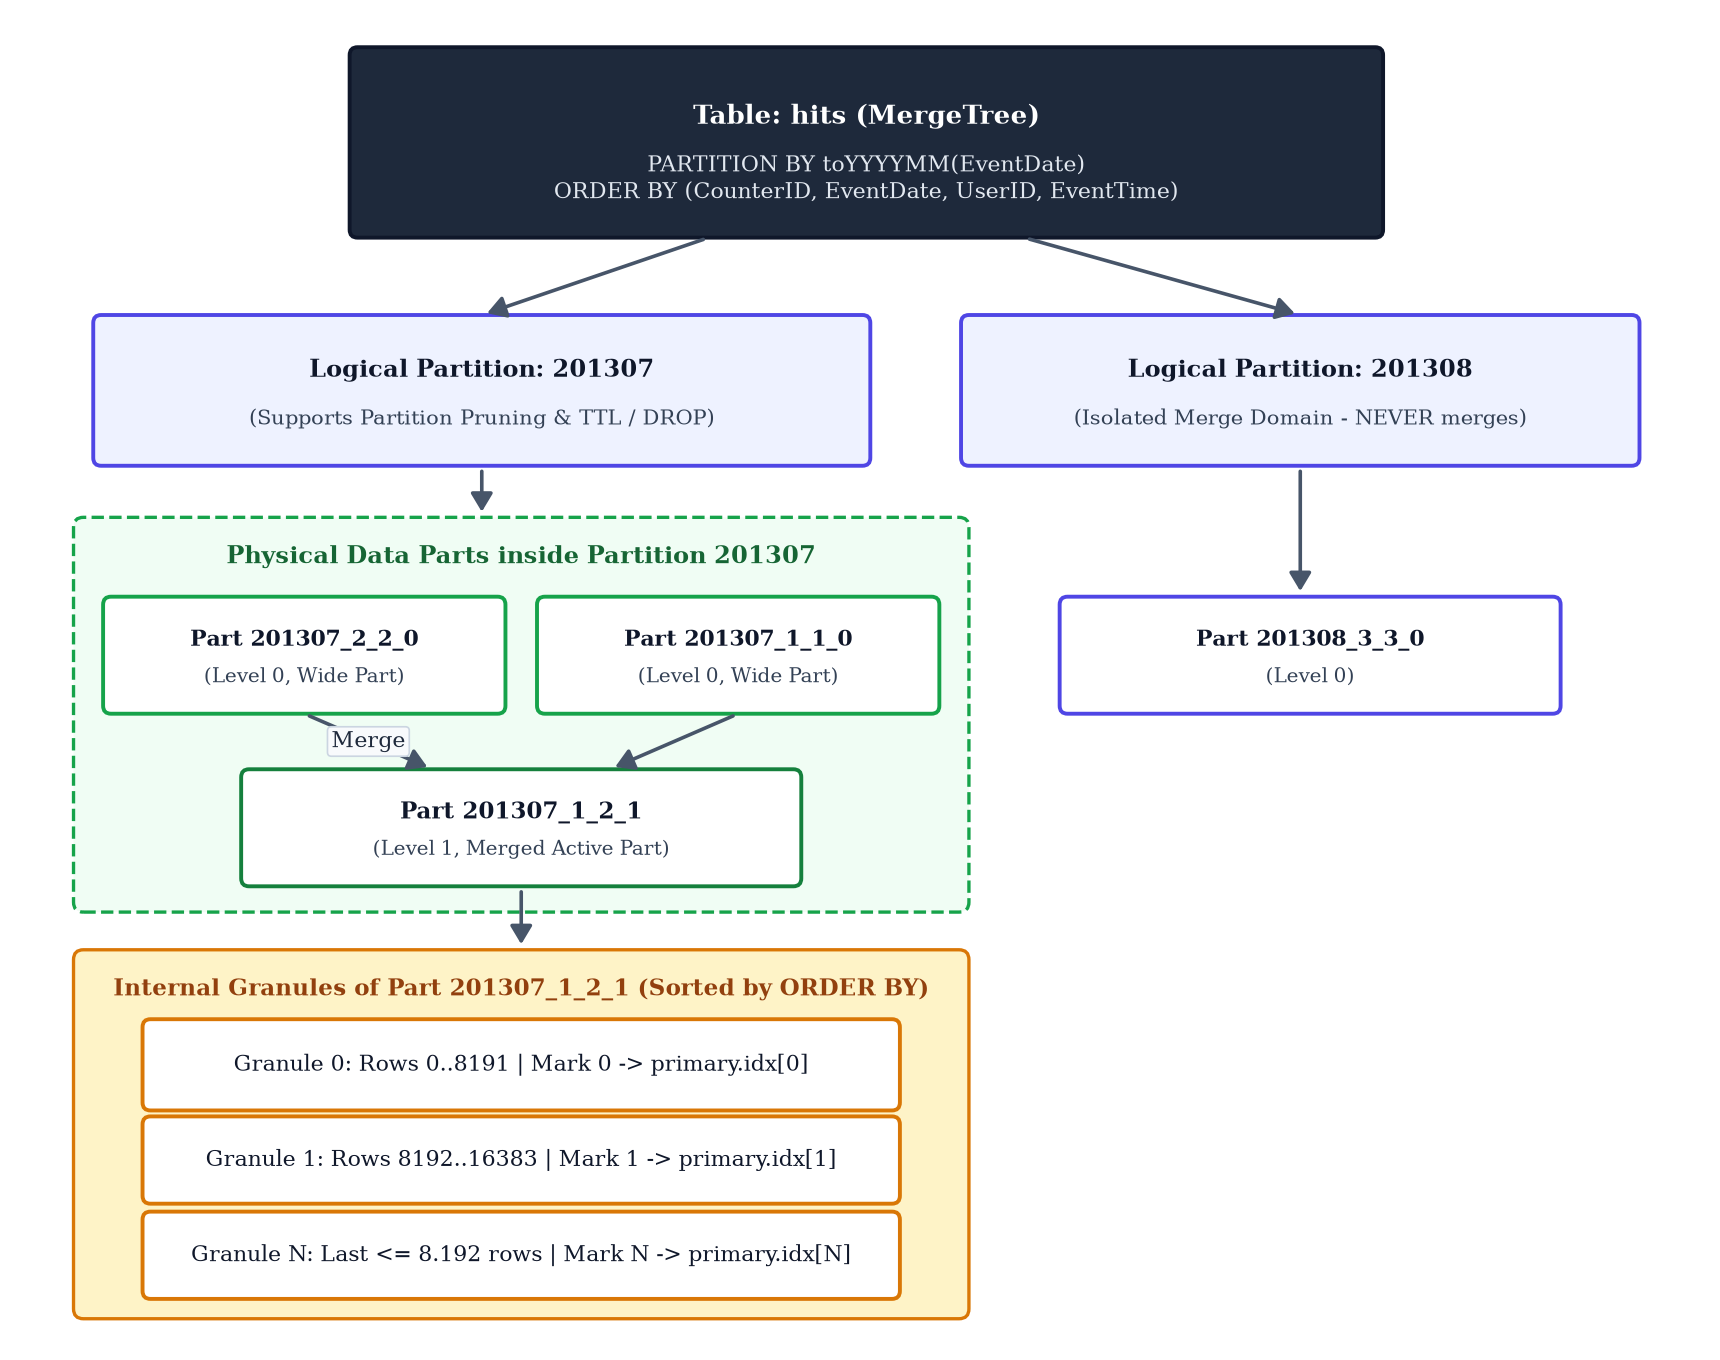 Table: hits (MergeTree)
PARTITION BY toYYYYMM(EventDate)
ORDER BY (CounterID, EventDate, UserID, EventTime)
Logical Partition: 201307
(Supports Partition Pruning & TTL / DROP)
Logical Partition: 201308
(Isolated Merge Domain - NEVER merges)
Physical Data Parts inside Partition 201307
Part 201307_2_2_0
(Level 0, Wide Part)
Part 201307_1_1_0
(Level 0, Wide Part)
Part 201308_3_3_0
(Level 0)
Merge
Part 201307_1_2_1
(Level 1, Merged Active Part)
Internal Granules of Part 201307_1_2_1 (Sorted by ORDER BY)
Granule 0: Rows 0..8191 | Mark 0 -> primary.idx[0]
Granule 1: Rows 8192..16383 | Mark 1 -> primary.idx[1]
Granule N: Last <= 8.192 rows | Mark N -> primary.idx[N]